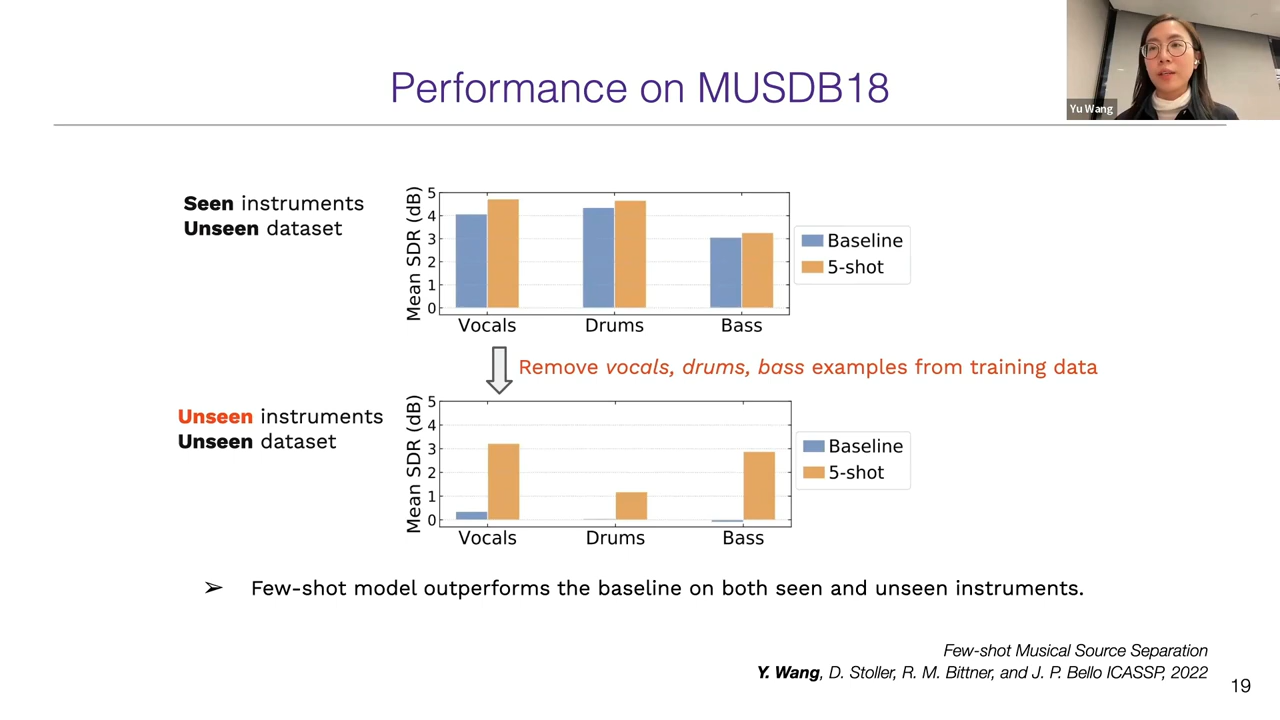 Performance on MUSDB18
Yu Wang
Seen instruments
Unseen dataset
Mean SDR (dB)
5
4
3
2
1
0
Vocals
Drums
Bass
Baseline
5-shot
Remove vocals, drums, bass examples from training data
Unseen instruments
Unseen dataset
Mean SDR (dB)
5
4
3
2
1
0
Vocals
Drums
Bass
Baseline
5-shot
➢ Few-shot model outperforms the baseline on both seen and unseen instruments.
Few-shot Musical Source Separation
Y. Wang, D. Stoller, R. M. Bittner, and J. P. Bello ICASSP, 2022
19